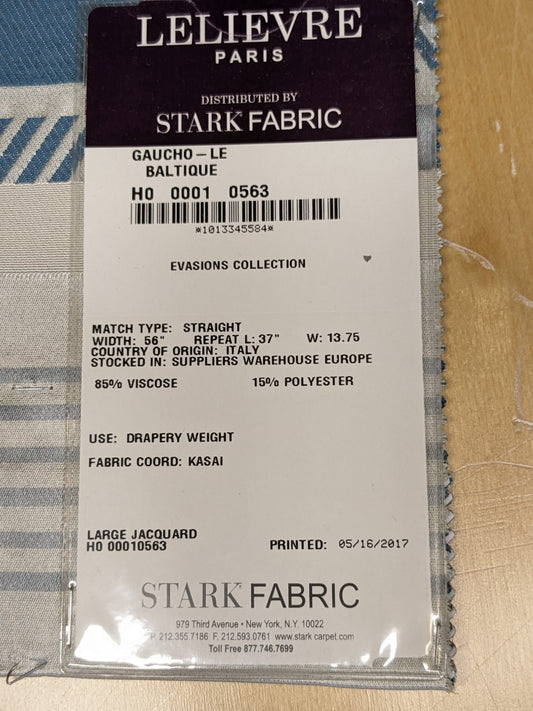 LELIEVRE
PARIS
DISTRIBUTED BY
STARK FABRIC
GAUCHO-LE
BALTIQUE
H0 0001 0563
*1013345584*
EVASIONS COLLECTION
MATCH TYPE: STRAIGHT
WIDTH: 56" REPEAT L: 37" W: 13.75
COUNTRY OF ORIGIN: ITALY
STOCKED IN: SUPPLIERS WAREHOUSE EUROPE
85% VISCOSE 15% POLYESTER
USE: DRAPERY WEIGHT
FABRIC COORD: KASAI
LARGE JACQUARD
H0 00010563 PRINTED: 05/16/2017
STARK FABRIC
979 Third Avenue • New York, N.Y. 10022
P. 212.355.7186 F. 212.593.0761 www.starkcarpet.com
Toll Free 877.746.7699